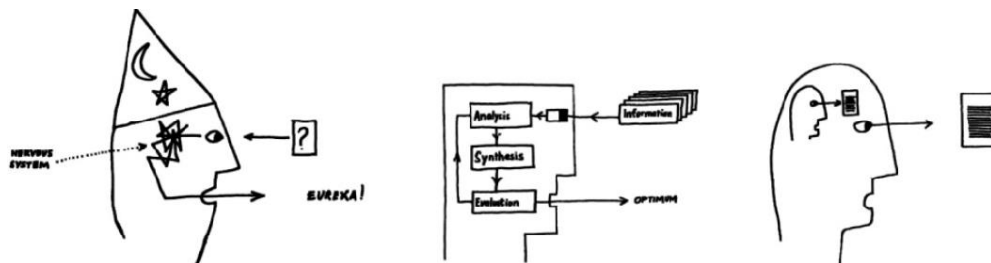 NERVOUS
SYSTEM
?
EUREKA!
Analysis
Information
Synthesis
Evaluation
OPTIMUM